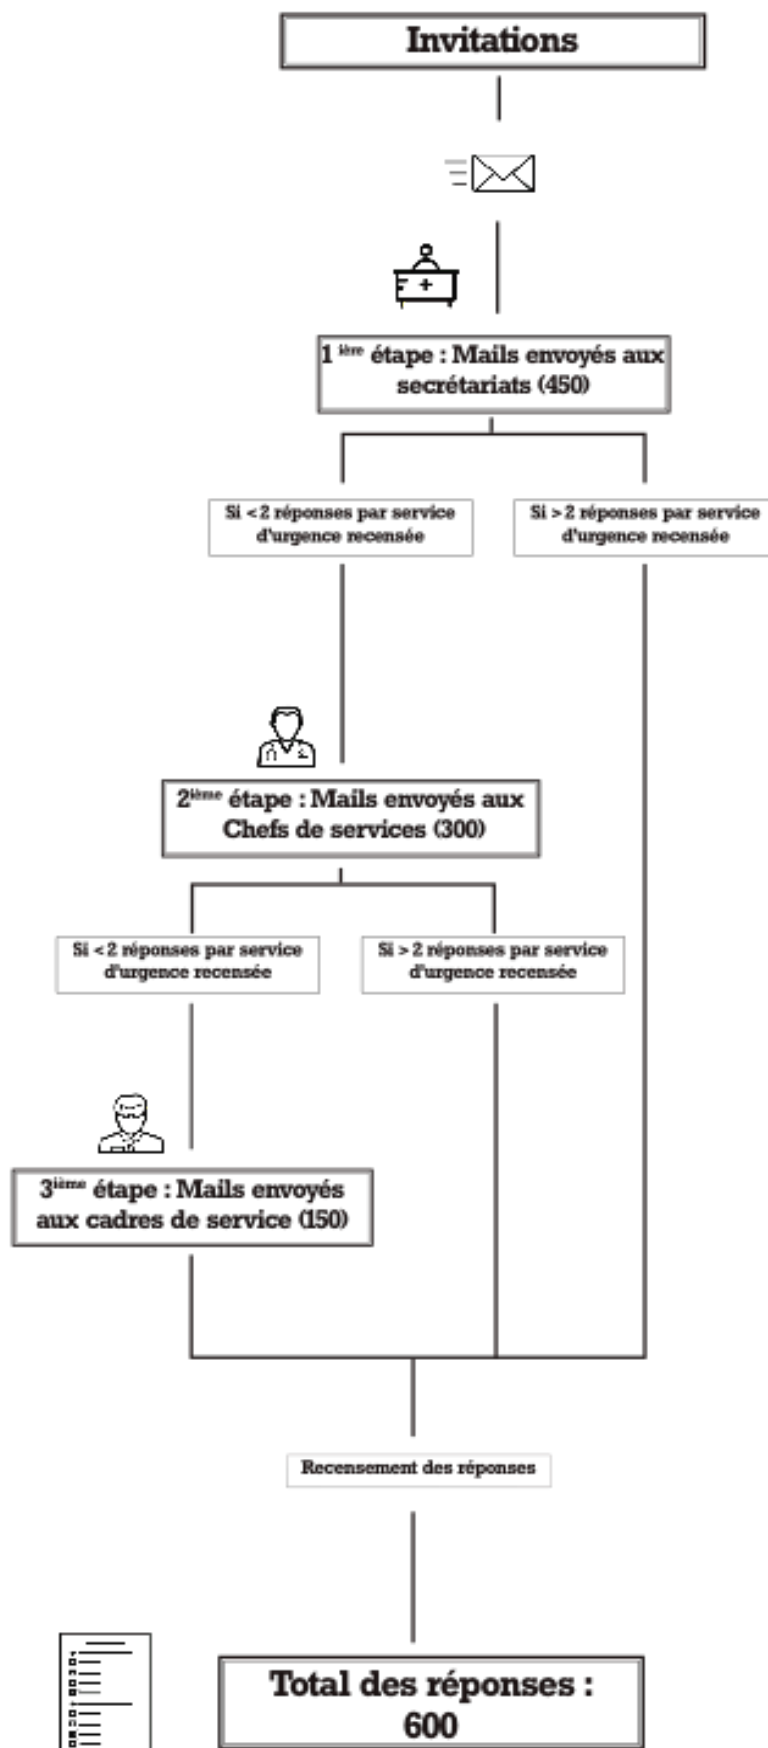 Invitations
1 ière étape : Mails envoyés aux
secrétariats (450)
Si < 2 réponses par service
d'urgence recensée
Si > 2 réponses par service
d'urgence recensée
2ième étape : Mails envoyés aux
Chefs de services (300)
Si < 2 réponses par service
d'urgence recensée
Si > 2 réponses par service
d'urgence recensée
3ième étape : Mails envoyés
aux cadres de service (150)
Recensement des réponses
Total des réponses :
600